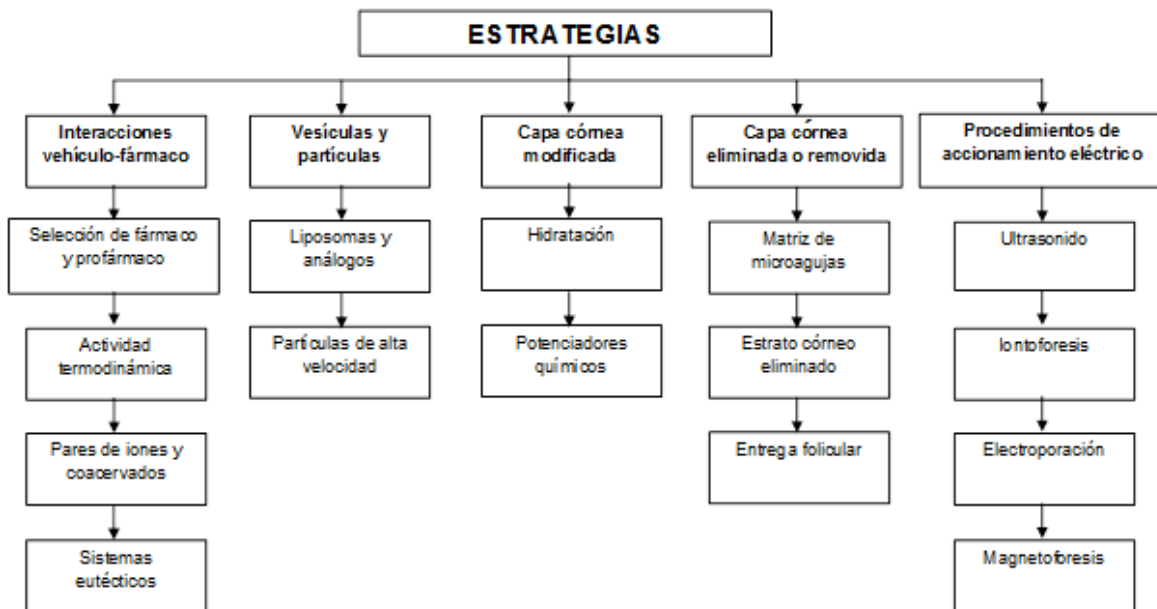 ESTRATEGIAS
Interacciones
vehículo-fármaco
Selección de fármaco
y profármaco
Actividad
termodinámica
Pares de iones y
coacervados
Sistemas
eutécticos
Vesículas y
partículas
Liposomas y
análogos
Partículas de alta
velocidad
Capa córnea
modificada
Hidratación
Potenciadores
químicos
Capa córnea
eliminada o removida
Matriz de
microagujas
Estrato córneo
eliminado
Entrega folicular
Procedimientos de
accionamiento eléctrico
Ultrasonido
Iontoforesis
Electroporación
Magnetoforesis